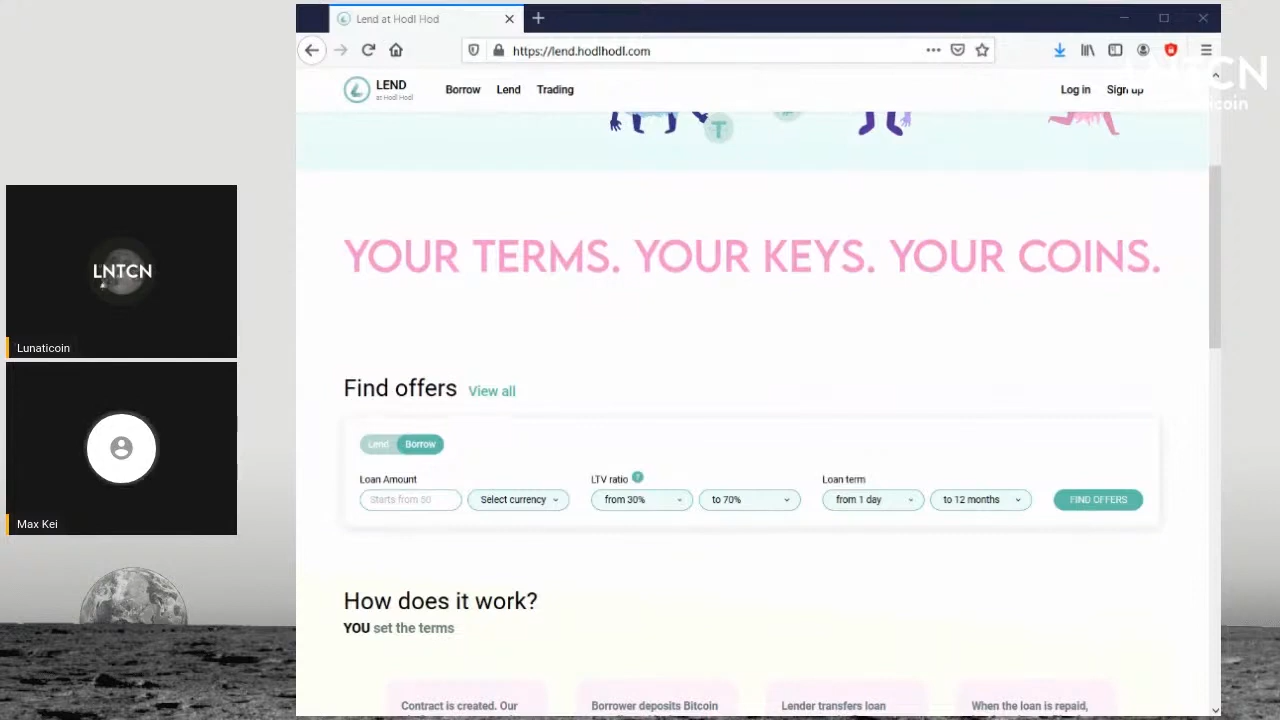 Lend at Hodl Hod
https://lend.hodlhodl.com
LNTCN
LEND
at Hodl Hodl
Borrow
Lend
Trading
Log in
Sign up
YOUR TERMS. YOUR KEYS. YOUR COINS.
LNTCN
Lunaticoin
Max Kei
Find offers
View all
Lend
Borrow
Loan Amount
LTV ratio ?
Loan term
Starts from 50
Select currency
from 30%
to 70%
from 1 day
to 12 months
FIND OFFERS
How does it work?
YOU set the terms
Contract is created. Our
Borrower deposits Bitcoin
Lender transfers loan
When the loan is repaid,